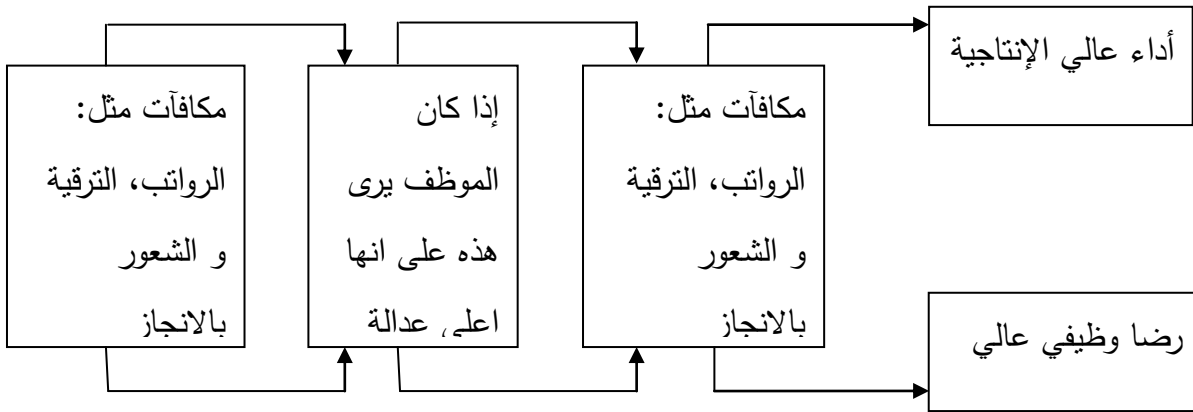 مكافآت مثل:
الرواتب، الترقية
و الشعور
بالانجاز
إذا كان
الموظف يرى
هذه على انها
اعلى عدالة
مكافآت مثل:
الرواتب، الترقية
و الشعور
بالانجاز
أداء عالي الإنتاجية
رضا وظيفي عالي